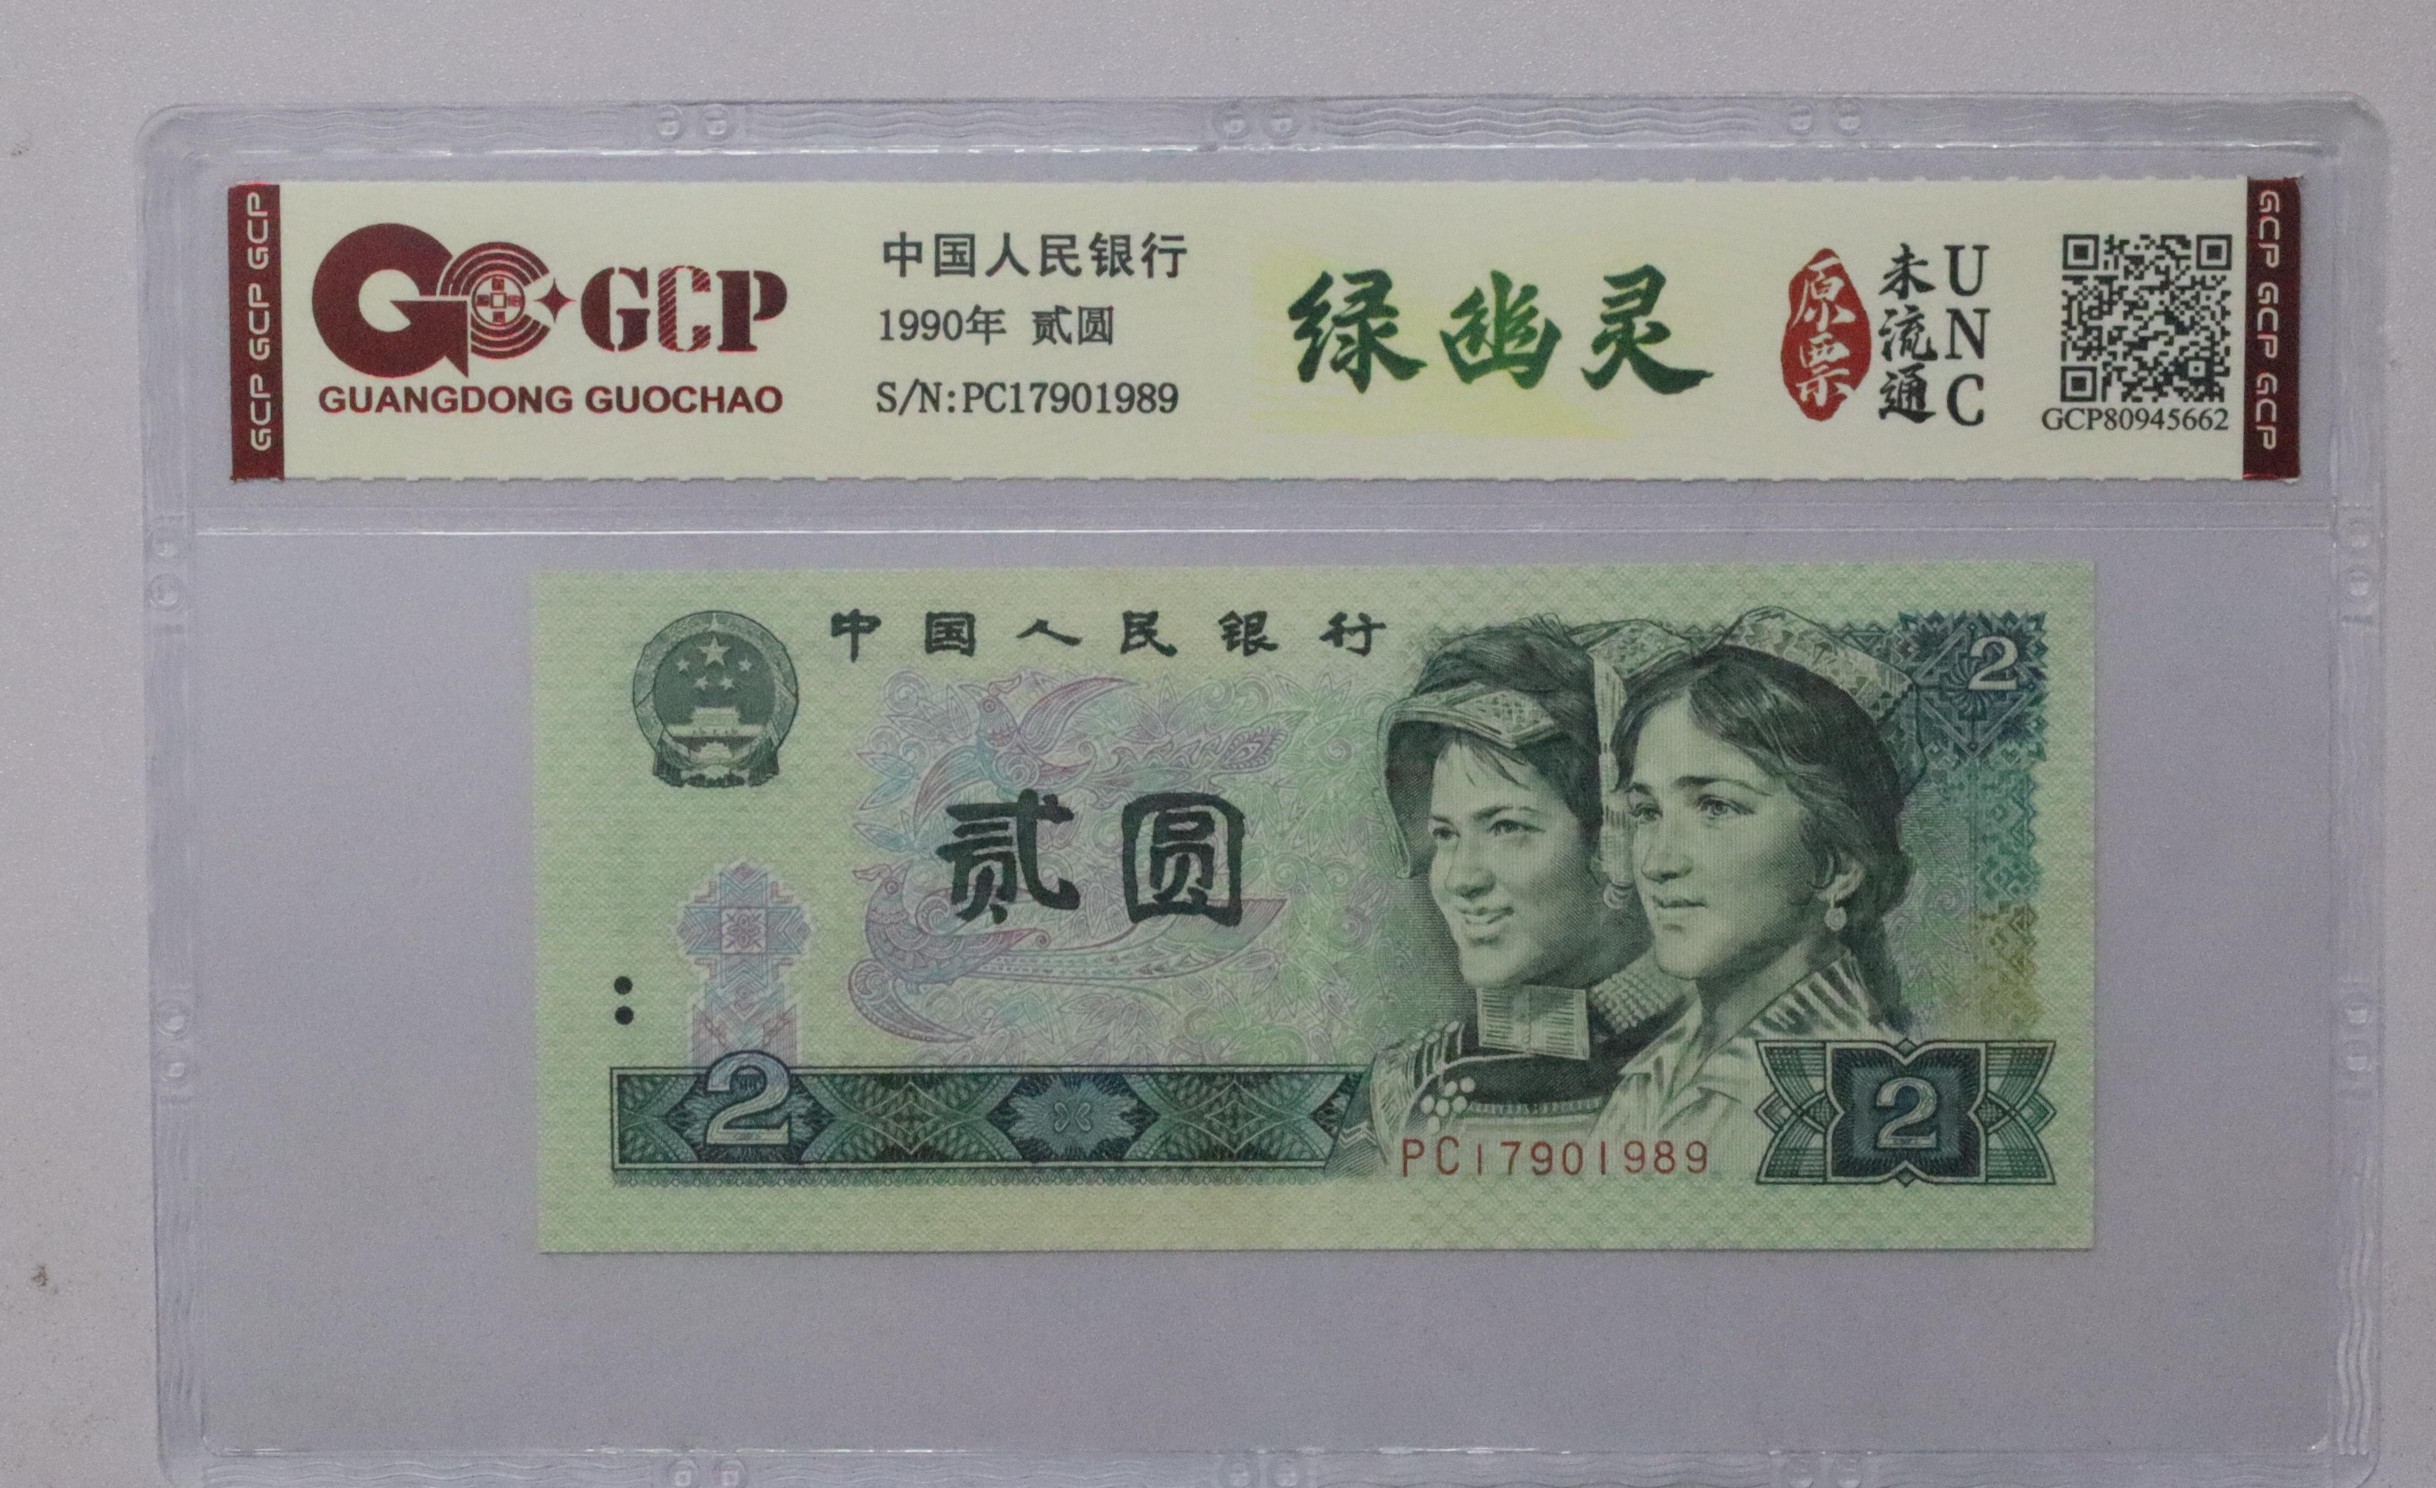 GCP GCP GCP
GC GCP
GUANGDONG GUOCHAO
中国人民银行
1990年 贰圆
S/N:PC17901989
绿幽灵
原票
未流通
UNC
GCP80945662
GCP GCP GCP
中国人民银行
2
贰圆
2
PC17901989
2